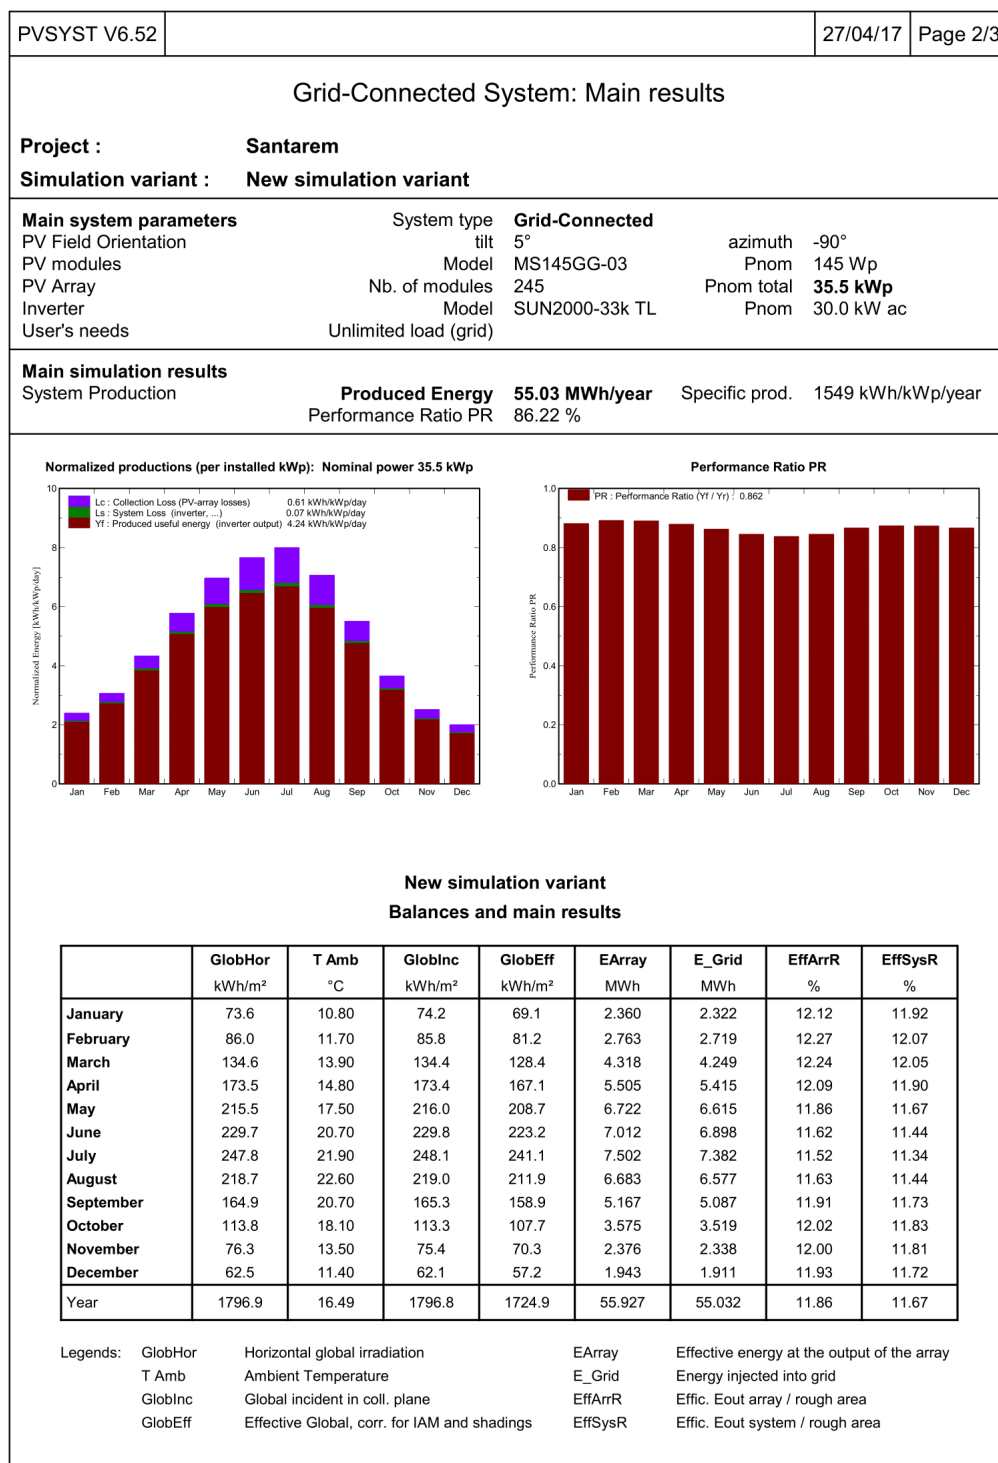 PVSYST V6.52 27/04/17 Page 2/3
Grid-Connected System: Main results
Project : Santarem
Simulation variant : New simulation variant
Main system parameters System type Grid-Connected
PV Field Orientation tilt 5° azimuth -90°
PV modules Model MS145GG-03 Pnom 145 Wp
PV Array Nb. of modules 245 Pnom total 35.5 kWp
Inverter Model SUN2000-33k TL Pnom 30.0 kW ac
User's needs Unlimited load (grid)
Main simulation results
System Production Produced Energy 55.03 MWh/year Specific prod. 1549 kWh/kWp/year
Performance Ratio PR 86.22 %
Normalized productions (per installed kWp): Nominal power 35.5 kWp
Lc : Collection Loss (PV-array losses) 0.61 kWh/kWp/day
Ls : System Loss (inverter, ...) 0.07 kWh/kWp/day
Yf : Produced useful energy (inverter output) 4.24 kWh/kWp/day
Normalized Energy [kWh/kWp/day]
10
8
6
4
2
0
Jan Feb Mar Apr May Jun Jul Aug Sep Oct Nov Dec
Performance Ratio PR
PR : Performance Ratio (Yf / Yr) : 0.862
Performance Ratio PR
1.0
0.8
0.6
0.4
0.2
0.0
Jan Feb Mar Apr May Jun Jul Aug Sep Oct Nov Dec
New simulation variant
Balances and main results
GlobHor T Amb GlobInc GlobEff EArray E_Grid EffArrR EffSysR
kWh/m² °C kWh/m² kWh/m² MWh MWh % %
January 73.6 10.80 74.2 69.1 2.360 2.322 12.12 11.92
February 86.0 11.70 85.8 81.2 2.763 2.719 12.27 12.07
March 134.6 13.90 134.4 128.4 4.318 4.249 12.24 12.05
April 173.5 14.80 173.4 167.1 5.505 5.415 12.09 11.90
May 215.5 17.50 216.0 208.7 6.722 6.615 11.86 11.67
June 229.7 20.70 229.8 223.2 7.012 6.898 11.62 11.44
July 247.8 21.90 248.1 241.1 7.502 7.382 11.52 11.34
August 218.7 22.60 219.0 211.9 6.683 6.577 11.63 11.44
September 164.9 20.70 165.3 158.9 5.167 5.087 11.91 11.73
October 113.8 18.10 113.3 107.7 3.575 3.519 12.02 11.83
November 76.3 13.50 75.4 70.3 2.376 2.338 12.00 11.81
December 62.5 11.40 62.1 57.2 1.943 1.911 11.93 11.72
Year 1796.9 16.49 1796.8 1724.9 55.927 55.032 11.86 11.67
Legends: GlobHor Horizontal global irradiation EArray Effective energy at the output of the array
T Amb Ambient Temperature E_Grid Energy injected into grid
GlobInc Global incident in coll. plane EffArrR Effic. Eout array / rough area
GlobEff Effective Global, corr. for IAM and shadings EffSysR Effic. Eout system / rough area